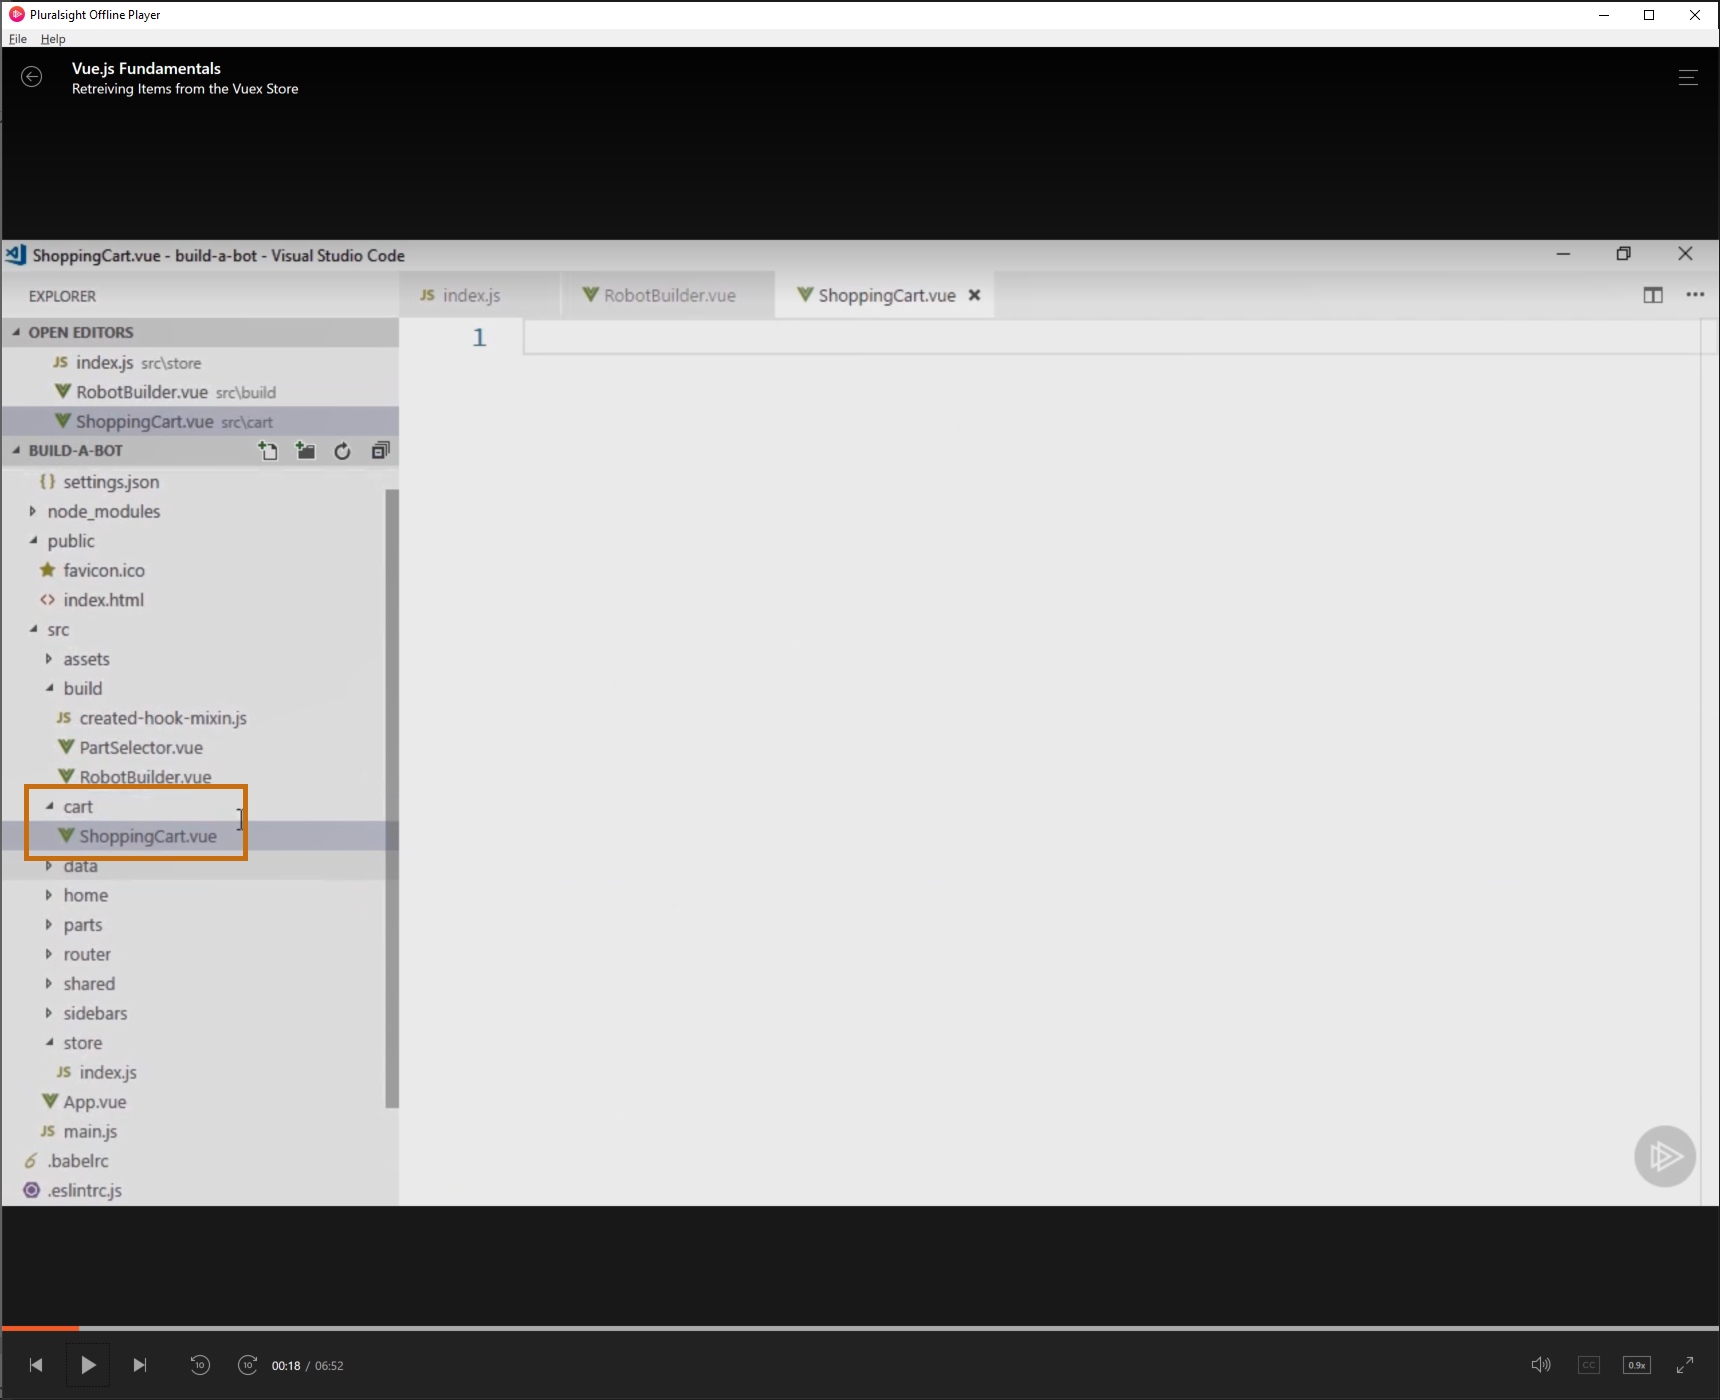 Pluralsight Offline Player
File Help
Vue.js Fundamentals
Retreiving Items from the Vuex Store
ShoppingCart.vue - build-a-bot - Visual Studio Code
EXPLORER
JS index.js
RobotBuilder.vue
ShoppingCart.vue
OPEN EDITORS
JS index.js src\store
RobotBuilder.vue src\build
ShoppingCart.vue src\cart
1
BUILD-A-BOT
{} settings.json
node_modules
public
favicon.ico
<> index.html
src
assets
build
JS created-hook-mixin.js
PartSelector.vue
RobotBuilder.vue
cart
ShoppingCart.vue
data
home
parts
router
shared
sidebars
store
JS index.js
App.vue
JS main.js
.babelrc
.eslintrc.js
10 10 00:18 / 06:52
CC 0.9x